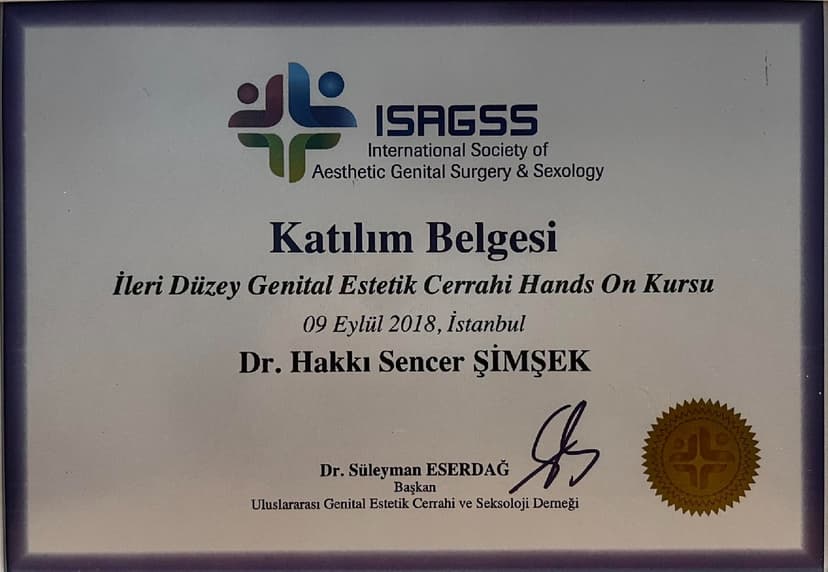 ISAGSS
International Society of
Aesthetic Genital Surgery & Sexology
Katılım Belgesi
İleri Düzey Genital Estetik Cerrahi Hands On Kursu
09 Eylül 2018, İstanbul
Dr. Hakkı Sencer ŞİMŞEK
Dr. Süleyman ESERDAĞ
Başkan
Uluslararası Genital Estetik Cerrahi ve Seksoloji Derneği